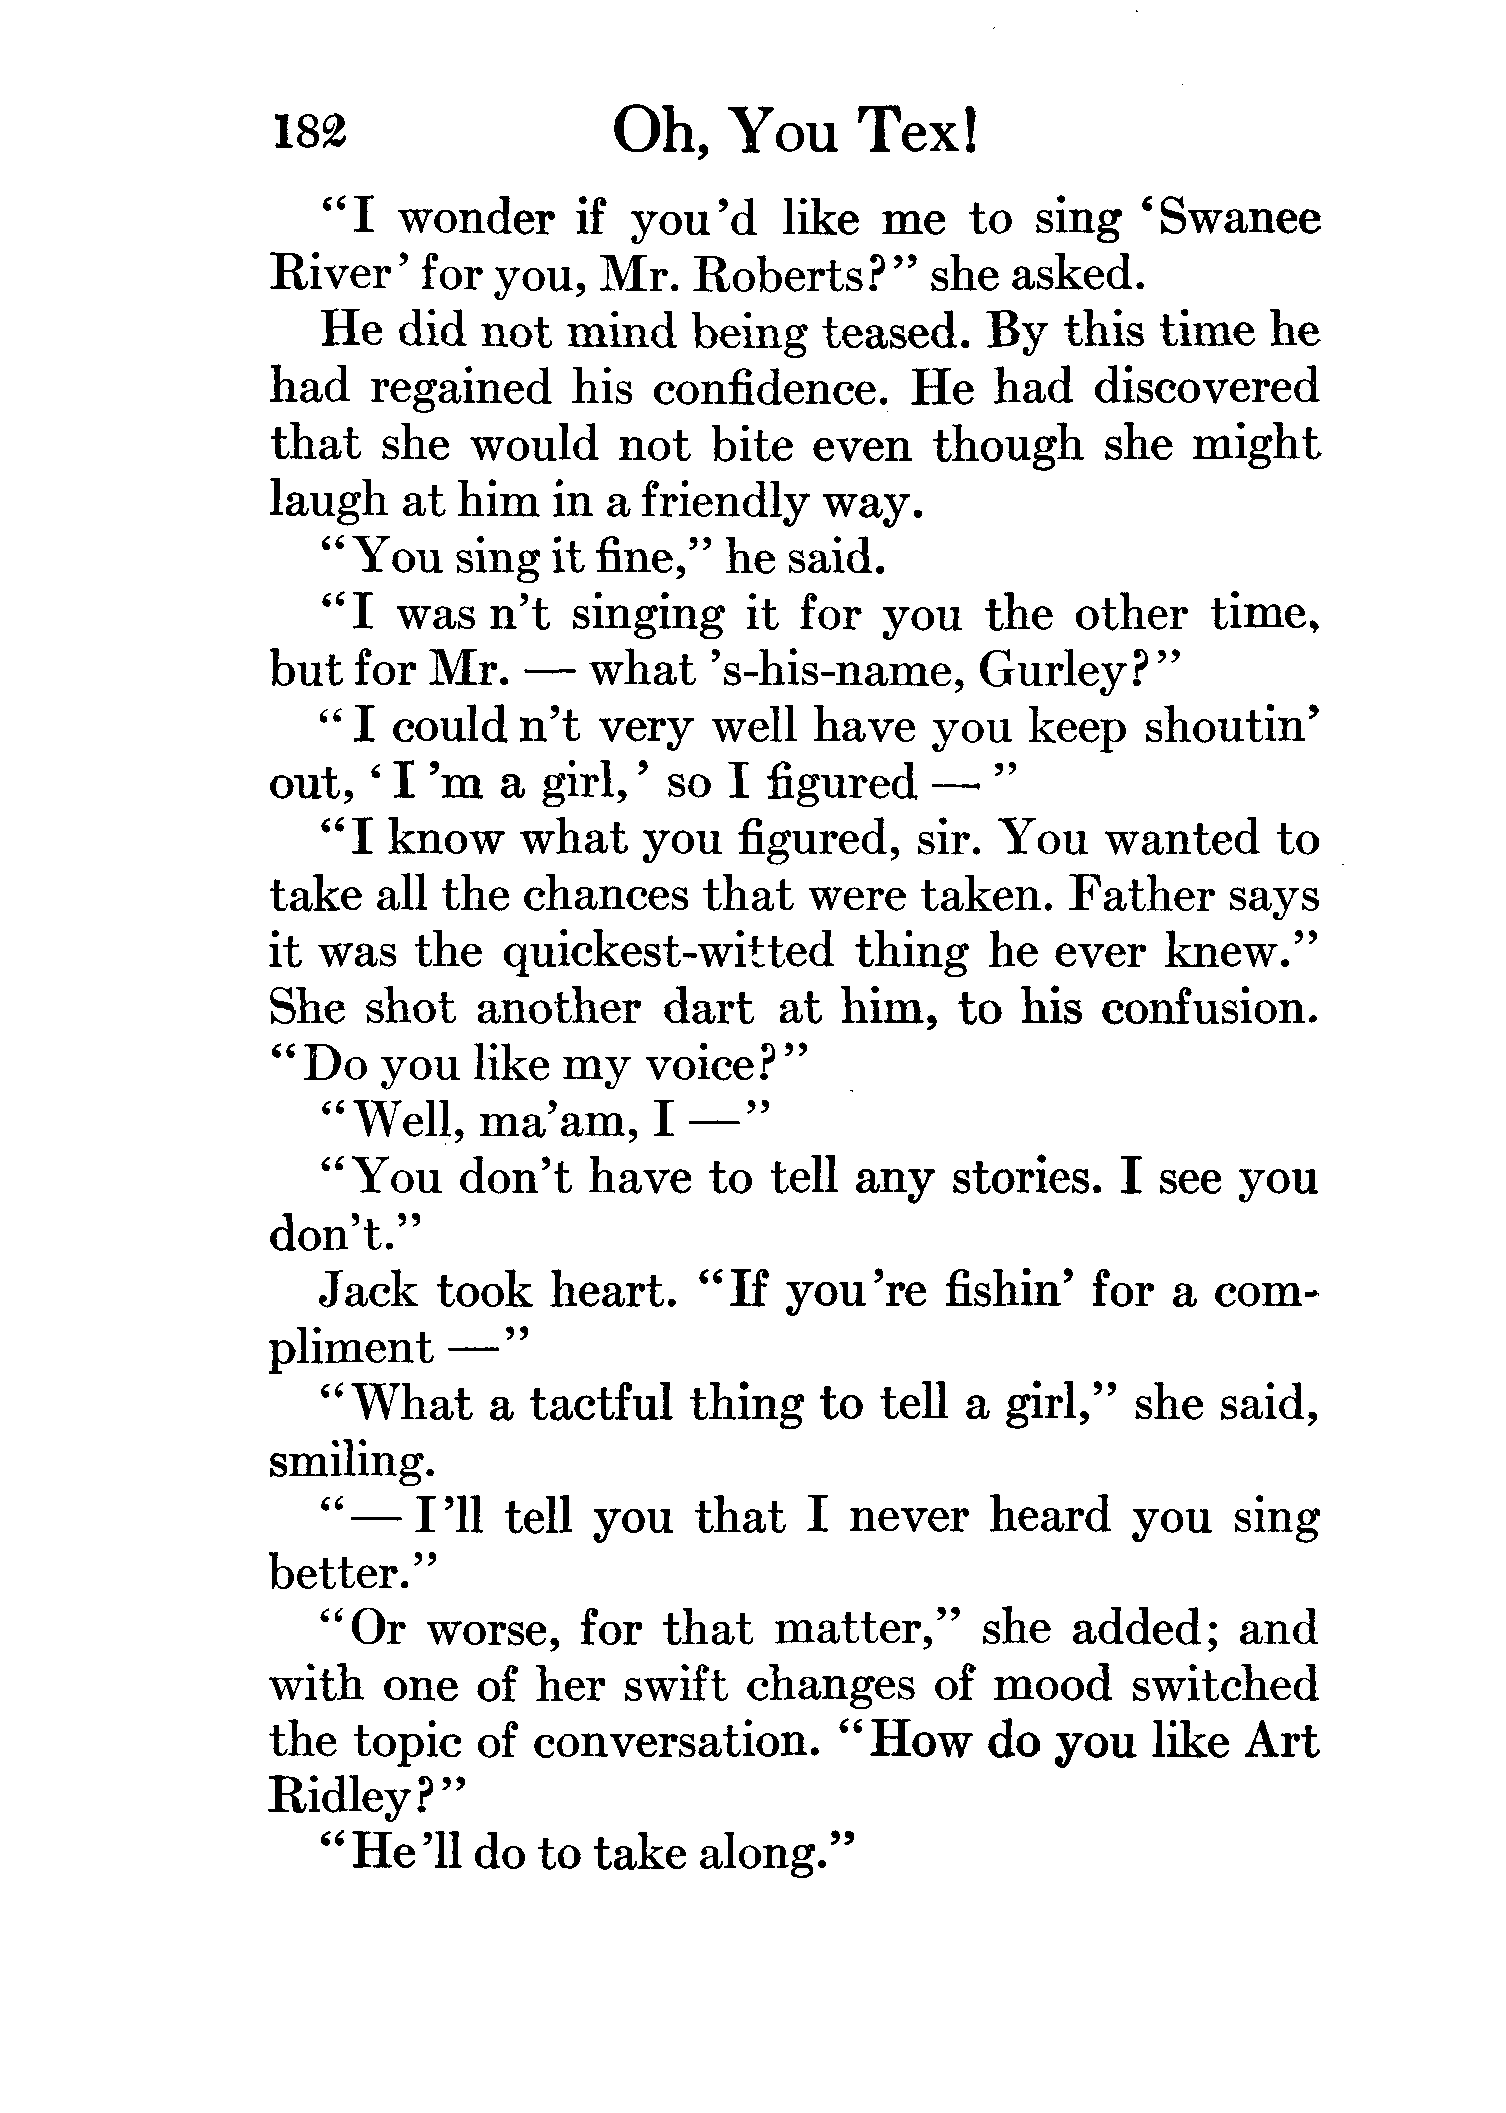 182 Oh, You Tex!
"I wonder if you'd like me to sing 'Swanee
River' for you, Mr. Roberts?" she asked.
He did not mind being teased. By this time he
had regained his confidence. He had discovered
that she would not bite even though she might
laugh at him in a friendly way.
"You sing it fine," he said.
"I was n't singing it for you the other time,
but for Mr. — what 's-his-name, Gurley?"
"I could n't very well have you keep shoutin'
out, 'I 'm a girl,' so I figured — "
"I know what you figured, sir. You wanted to
take all the chances that were taken. Father says
it was the quickest-witted thing he ever knew."
She shot another dart at him, to his confusion.
"Do you like my voice?"
"Well, ma'am, I —"
"You don't have to tell any stories. I see you
don't."
Jack took heart. "If you're fishin' for a com-
pliment —"
"What a tactful thing to tell a girl," she said,
smiling.
"— I'll tell you that I never heard you sing
better."
"Or worse, for that matter," she added; and
with one of her swift changes of mood switched
the topic of conversation. "How do you like Art
Ridley?"
"He'll do to take along."